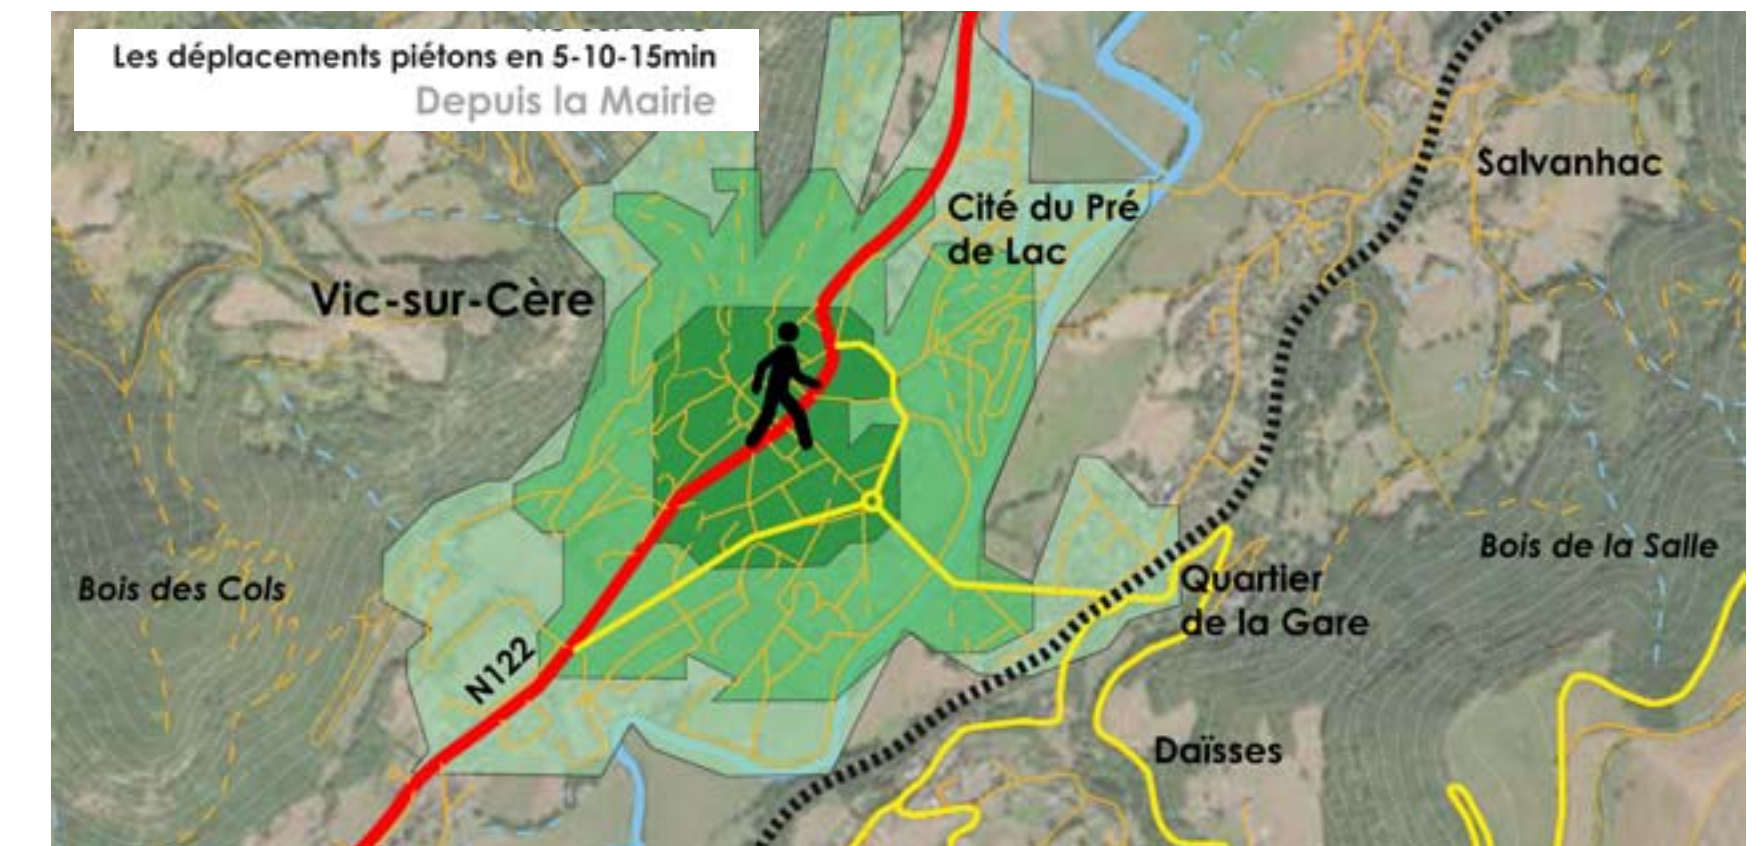 Les déplacements piétons en 5-10-15min
Depuis la Mairie
Salvanhac
Cité du Pré
de Lac
Vic-sur-Cère
Bois de la Salle
Bois des Cols
Quartier
de la Gare
N122
Daïsses